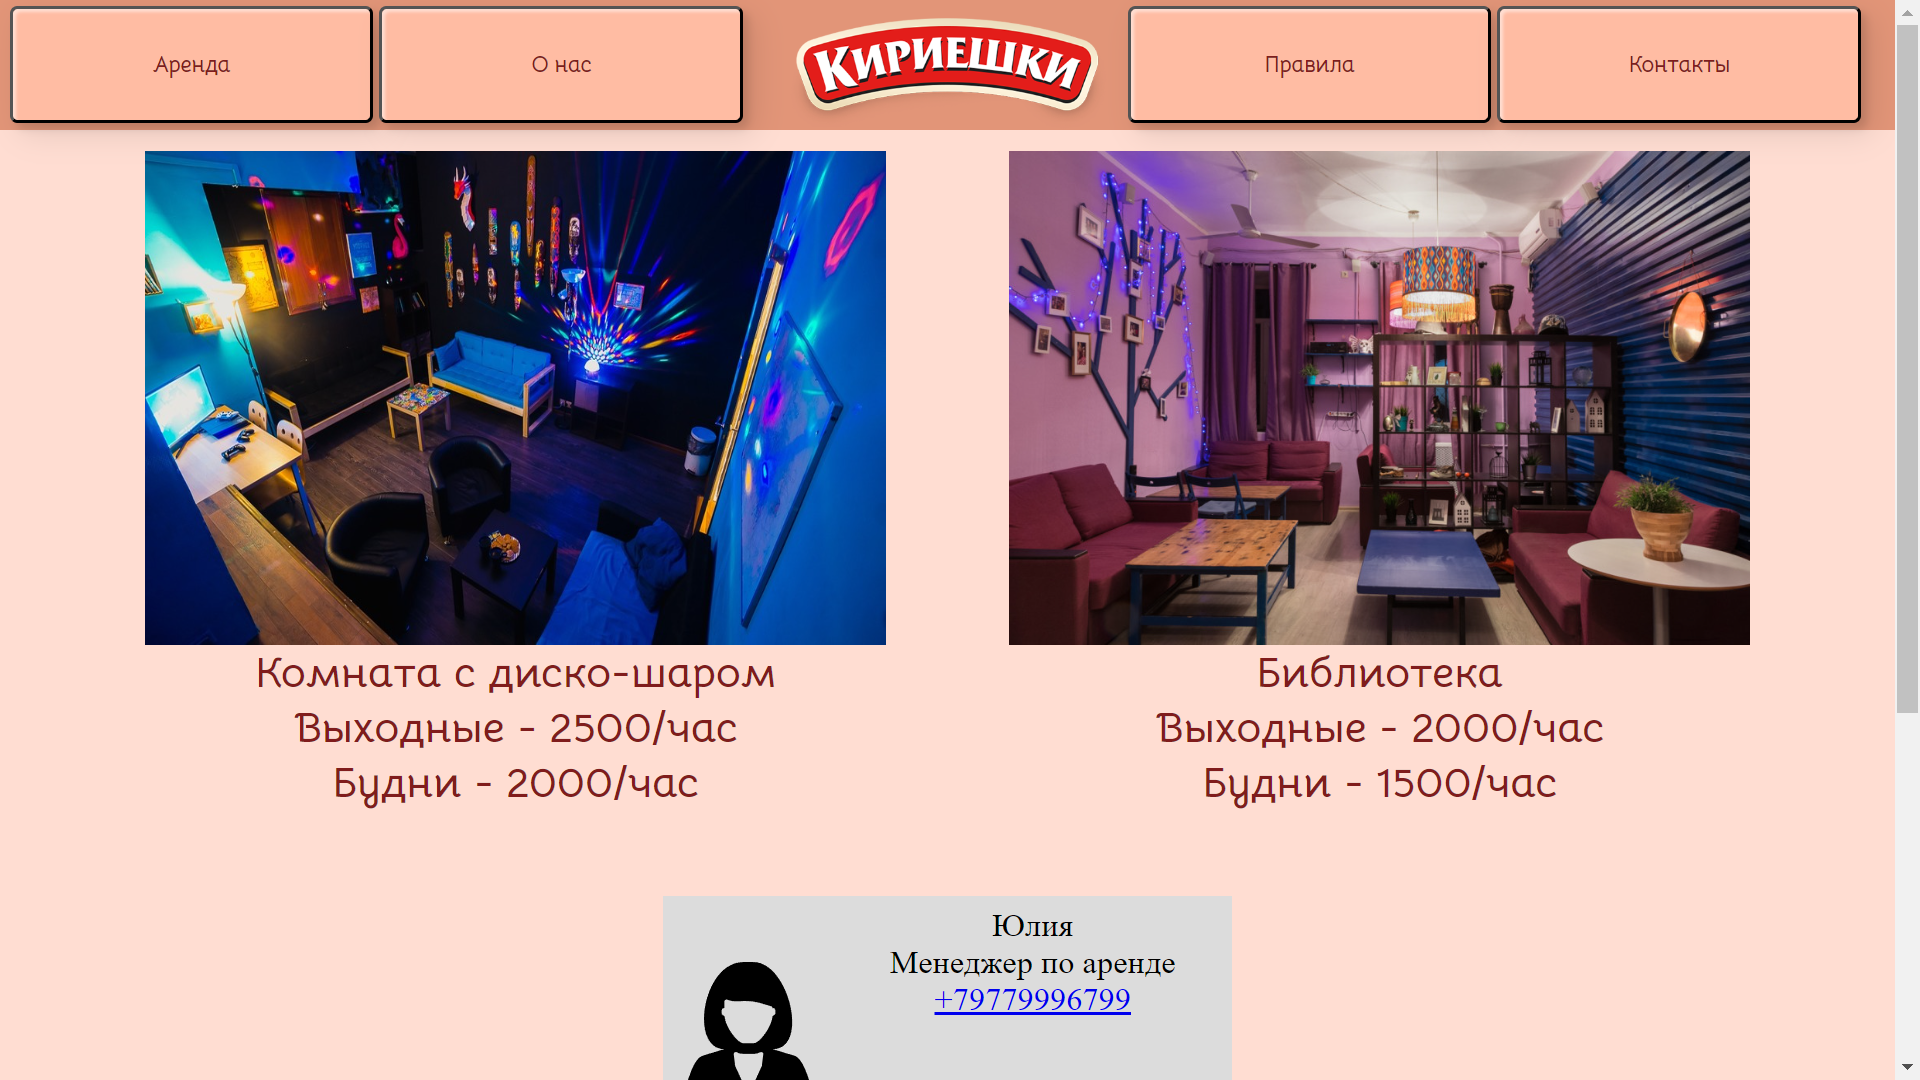 Аренда
О нас
Кириешки
Правила
Контакты
Комната с диско-шаром
Выходные - 2500/час
Будни - 2000/час
Библиотека
Выходные - 2000/час
Будни - 1500/час
Юлия
Менеджер по аренде
+79779996799